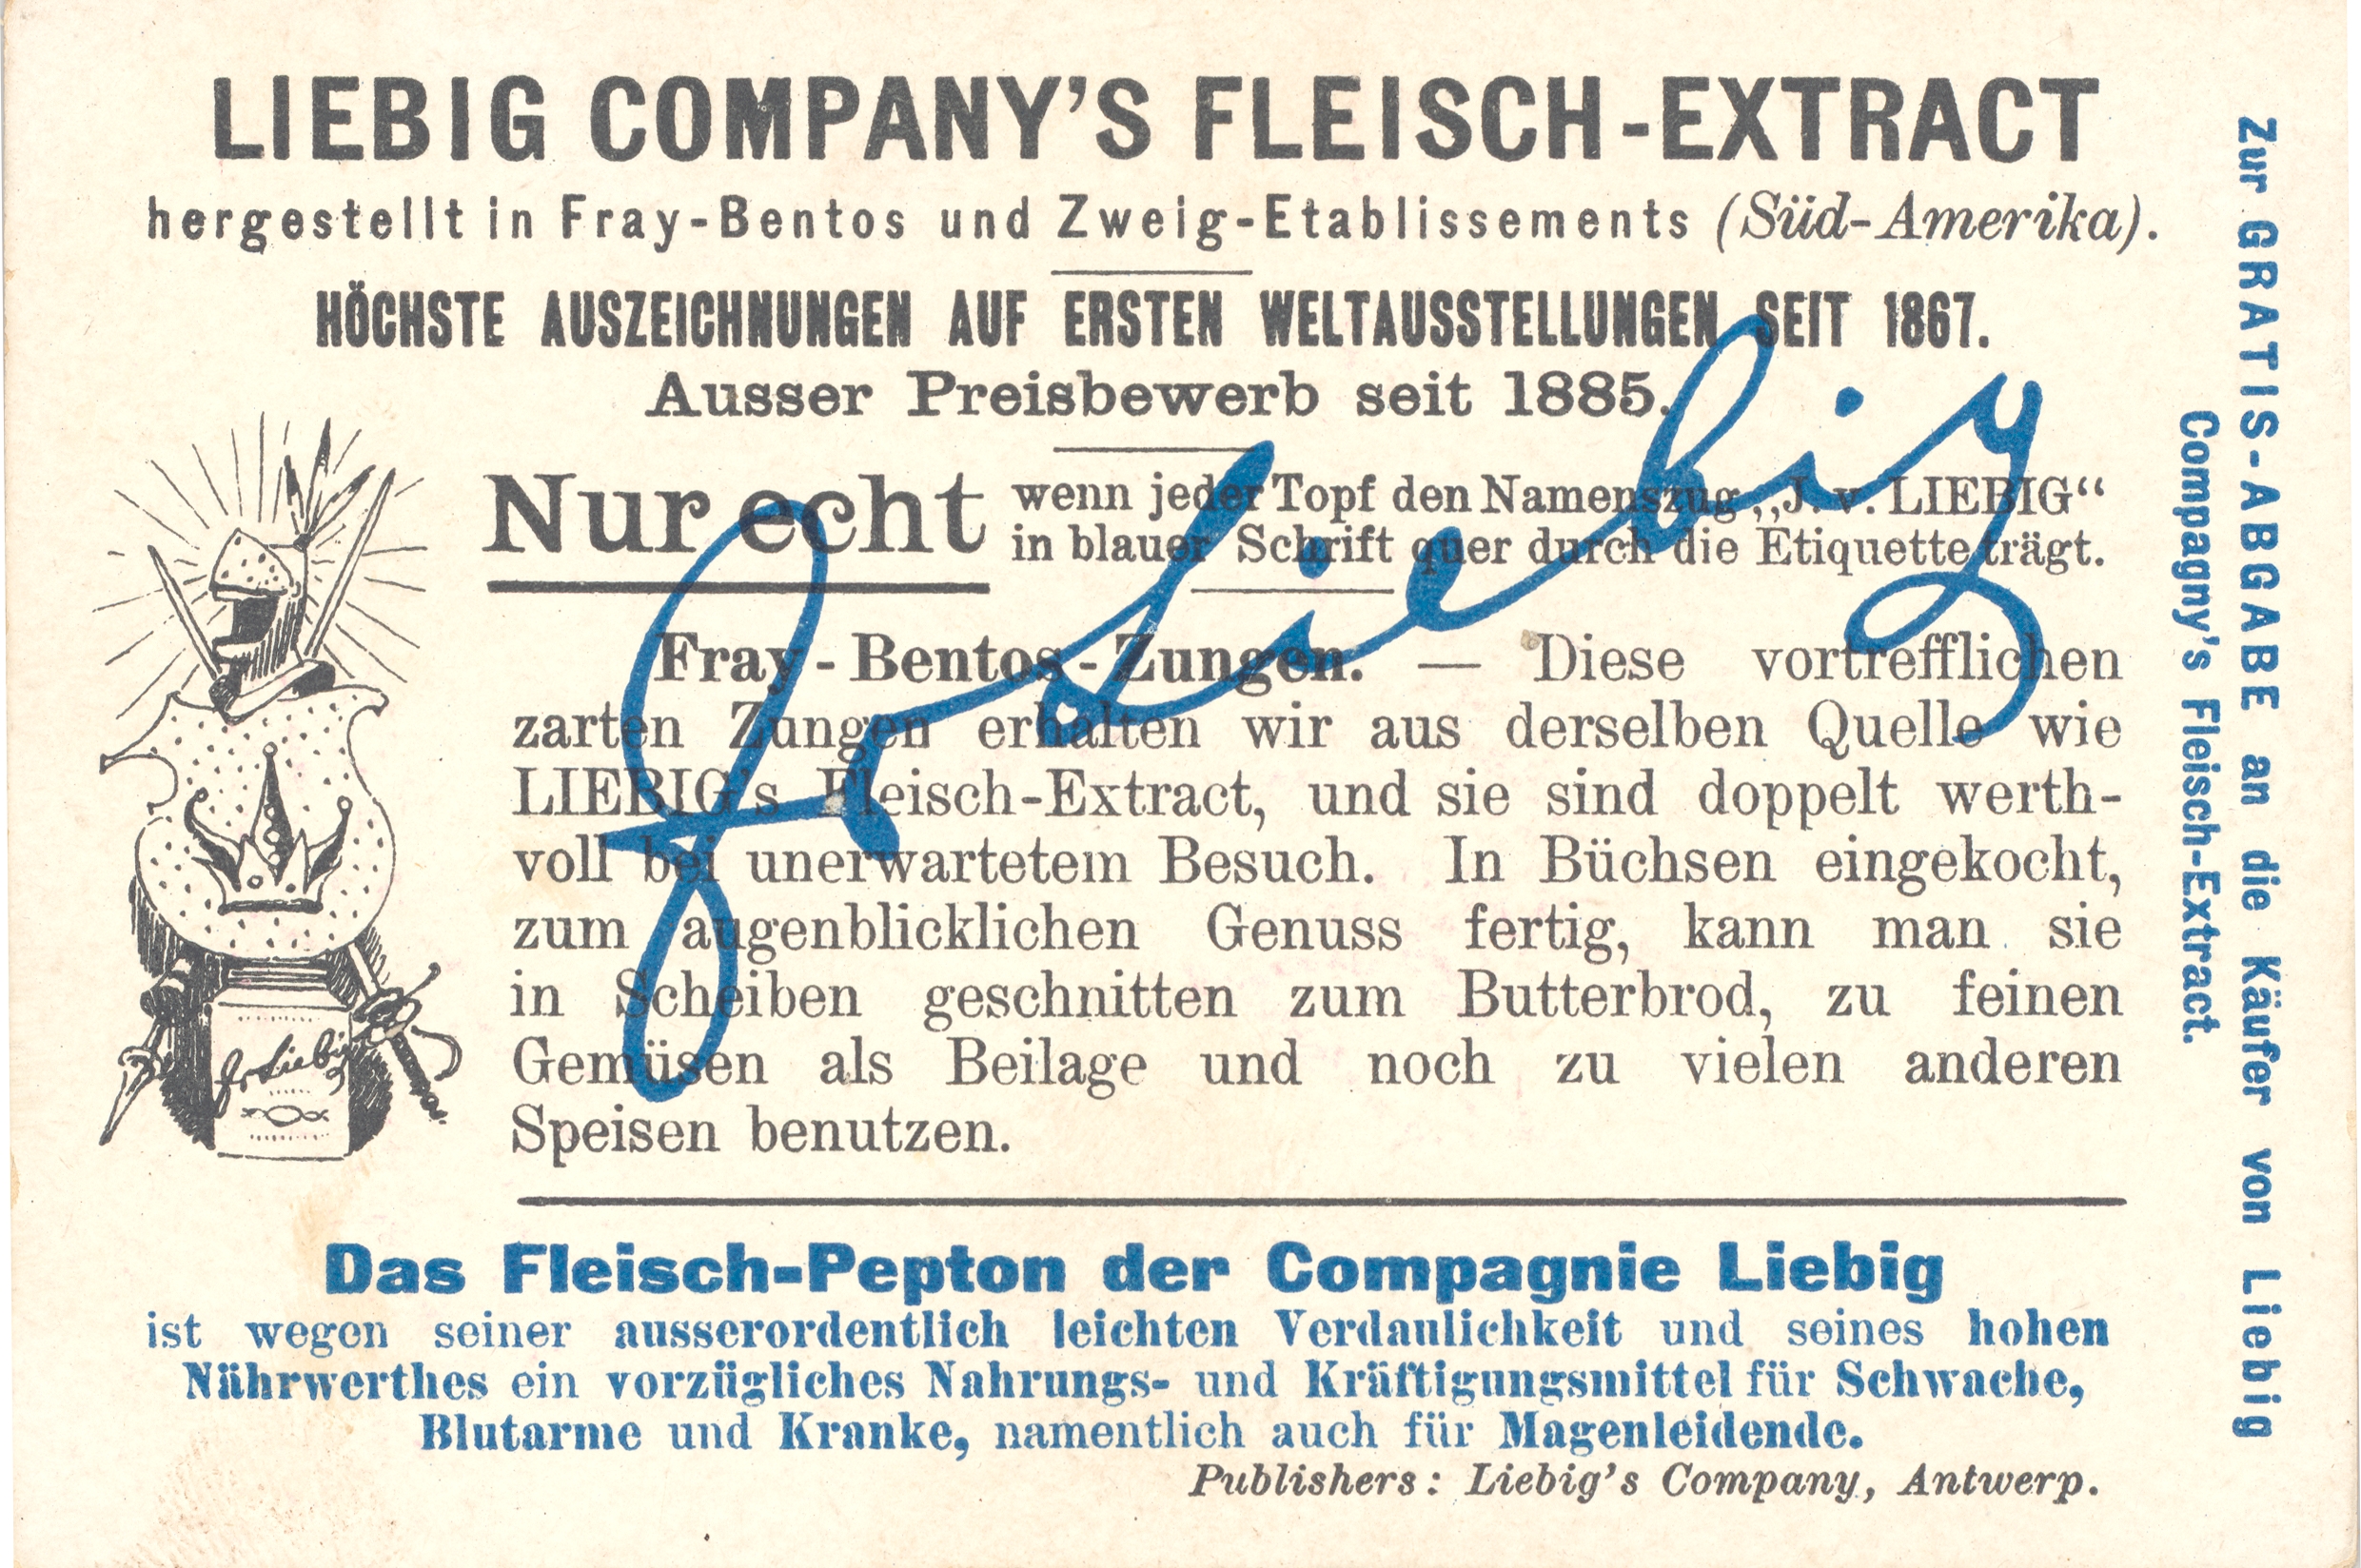 LIEBIG COMPANY'S FLEISCH-EXTRACT
hergestellt in Fray-Bentos und Zweig-Etablissements (Süd-Amerika).
HÖCHSTE AUSZEICHNUNGEN AUF ERSTEN WELTAUSSTELLUNGEN SEIT 1867.
Ausser Preisbewerb seit 1885.
Nur echt
wenn jeder Topf den Namenszug „J. v. LIEBIG“
in blauer Schrift quer durch die Etiquette trägt.
J v Liebig
Fray-Bentos-Zungen. — Diese vortrefflichen
zarten Zungen erhalten wir aus derselben Quelle wie
LIEBIG's Fleisch-Extract, und sie sind doppelt werth-
voll bei unerwartetem Besuch. In Büchsen eingekocht,
zum augenblicklichen Genuss fertig, kann man sie
in Scheiben geschnitten zum Butterbrod, zu feinen
Gemüsen als Beilage und noch zu vielen anderen
Speisen benutzen.
J v Liebig
Das Fleisch-Pepton der Compagnie Liebig
ist wegen seiner ausserordentlich leichten Verdaulichkeit und seines hohen
Nährwerthes ein vorzügliches Nahrungs- und Kräftigungsmittel für Schwache,
Blutarme und Kranke, namentlich auch für Magenleidende.
Publishers: Liebig's Company, Antwerp.
Zur GRATIS-ABGABE an die Käufer von Liebig
Compagny's Fleisch-Extract.